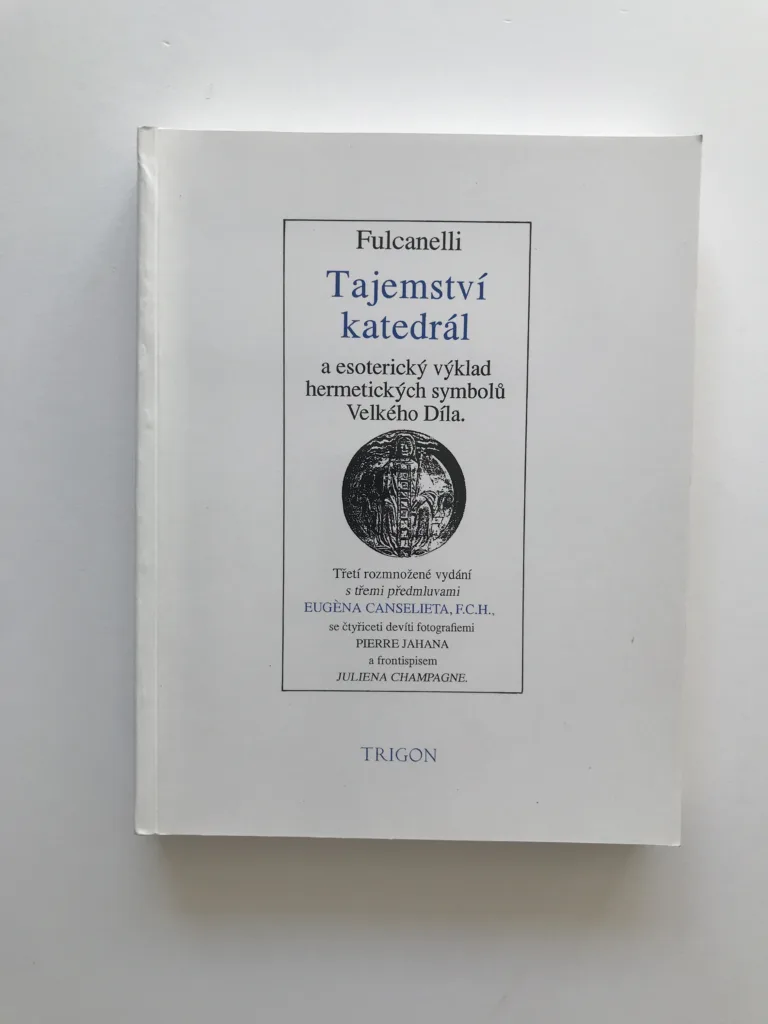 Fulcanelli
Tajemství
katedrál
a esoterický výklad
hermetických symbolů
Velkého Díla.
Třetí rozmnožené vydání
s třemi předmluvami
EUGÈNA CANSELIETA, F.C.H.,
se čtyřiceti devíti fotografiemi
PIERRE JAHANA
a frontispisem
JULIENA CHAMPAGNE.
TRIGON